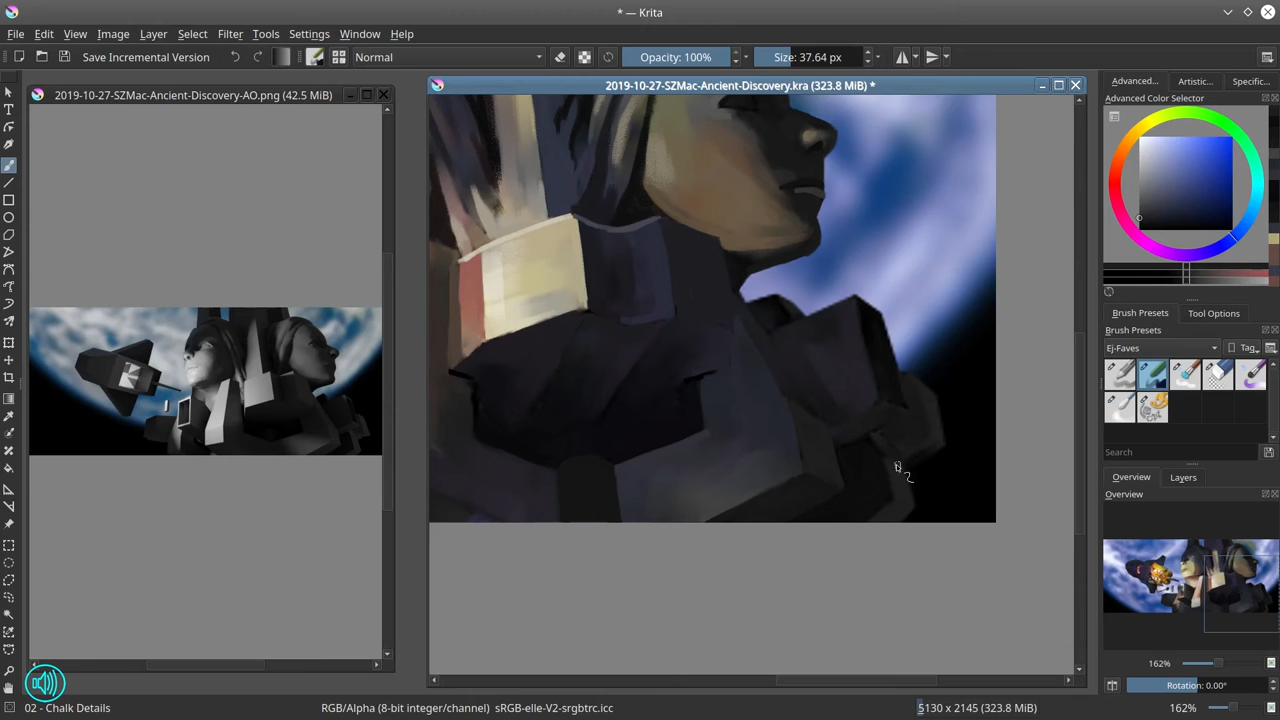 * — Krita
File Edit View Image Layer Select Filter Tools Settings Window Help
Save Incremental Version Normal Opacity: 100% Size: 37.64 px
2019-10-27-SZMac-Ancient-Discovery-AO.png (42.5 MiB)
2019-10-27-SZMac-Ancient-Discovery.kra (323.8 MiB) *
Advanced... Artistic... Specific...
Advanced Color Selector
Brush Presets Tool Options
Brush Presets
Ej-Faves Tag
Search
Overview Layers
Overview
162%
Rotation: 0.00°
02 - Chalk Details RGB/Alpha (8-bit integer/channel) sRGB-elle-V2-srgbtrc.icc 5130 x 2145 (323.8 MiB) 162%